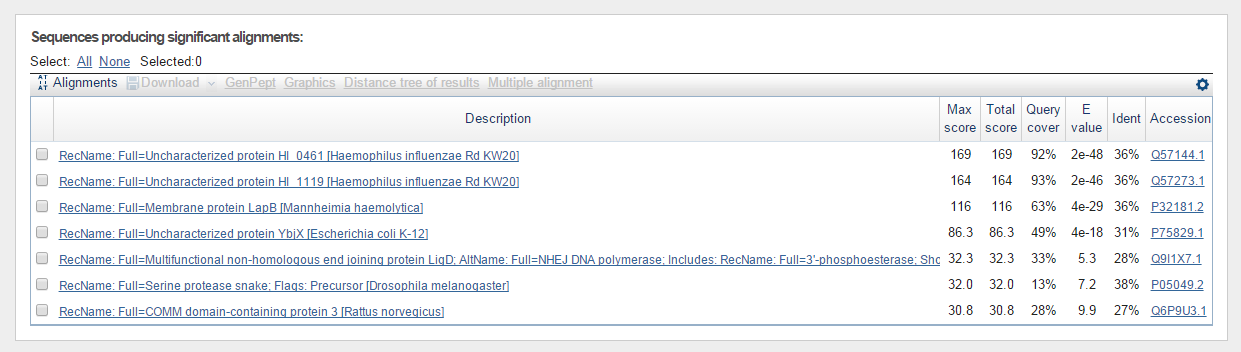 Sequences producing significant alignments:
Select: All None Selected:0
Alignments Download GenPept Graphics Distance tree of results Multiple alignment
Description Max score Total score Query cover E value Ident Accession
RecName: Full=Uncharacterized protein HI_0461 [Haemophilus influenzae Rd KW20] 169 169 92% 2e-48 36% Q57144.1
RecName: Full=Uncharacterized protein HI_1119 [Haemophilus influenzae Rd KW20] 164 164 93% 2e-46 36% Q57273.1
RecName: Full=Membrane protein LapB [Mannheimia haemolytica] 116 116 63% 4e-29 36% P32181.2
RecName: Full=Uncharacterized protein YbjX [Escherichia coli K-12] 86.3 86.3 49% 4e-18 31% P75829.1
RecName: Full=Multifunctional non-homologous end joining protein LigD; AltName: Full=NHEJ DNA polymerase; Includes: RecName: Full=3'-phosphoesterase; Sho 32.3 32.3 33% 5.3 28% Q9I1X7.1
RecName: Full=Serine protease snake; Flags: Precursor [Drosophila melanogaster] 32.0 32.0 13% 7.2 38% P05049.2
RecName: Full=COMM domain-containing protein 3 [Rattus norvegicus] 30.8 30.8 28% 9.9 27% Q6P9U3.1